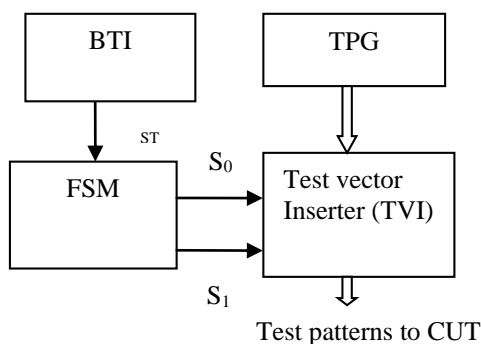 BTI
TPG
ST
S₀
FSM
Test vector
Inserter (TVI)
S₁
Test patterns to CUT